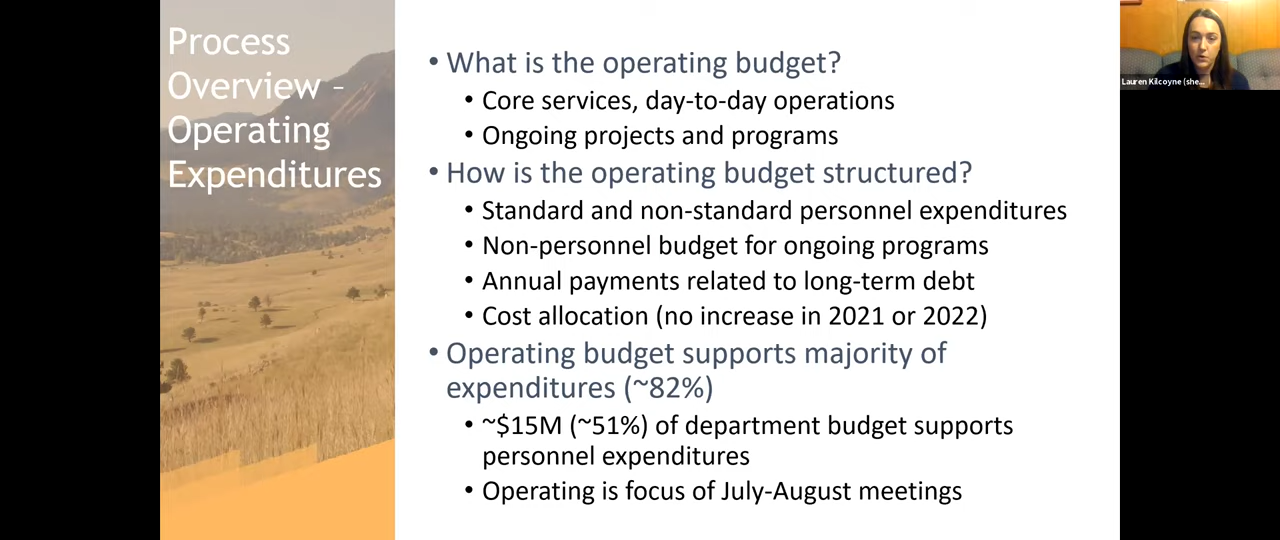 Process
Overview –
Operating
Expenditures
• What is the operating budget?
• Core services, day-to-day operations
• Ongoing projects and programs
• How is the operating budget structured?
• Standard and non-standard personnel expenditures
• Non-personnel budget for ongoing programs
• Annual payments related to long-term debt
• Cost allocation (no increase in 2021 or 2022)
• Operating budget supports majority of
expenditures (~82%)
• ~$15M (~51%) of department budget supports
personnel expenditures
• Operating is focus of July-August meetings
Lauren Kilcoyne (she...